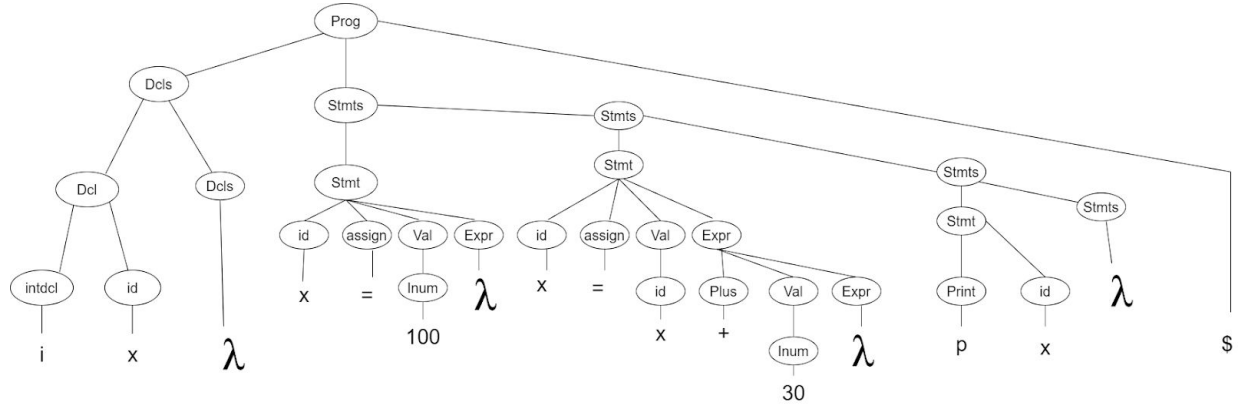 Prog
Dcls
Stmts
Stmts
Stmt
Stmts
Dcl
Dcls
Stmt
Stmts
Stmt
id assign Val Expr id assign Val Expr
intdcl id Inum id Plus Val Expr Print id
x = λ x = λ
100 x + p x
i x λ $
Inum λ
30